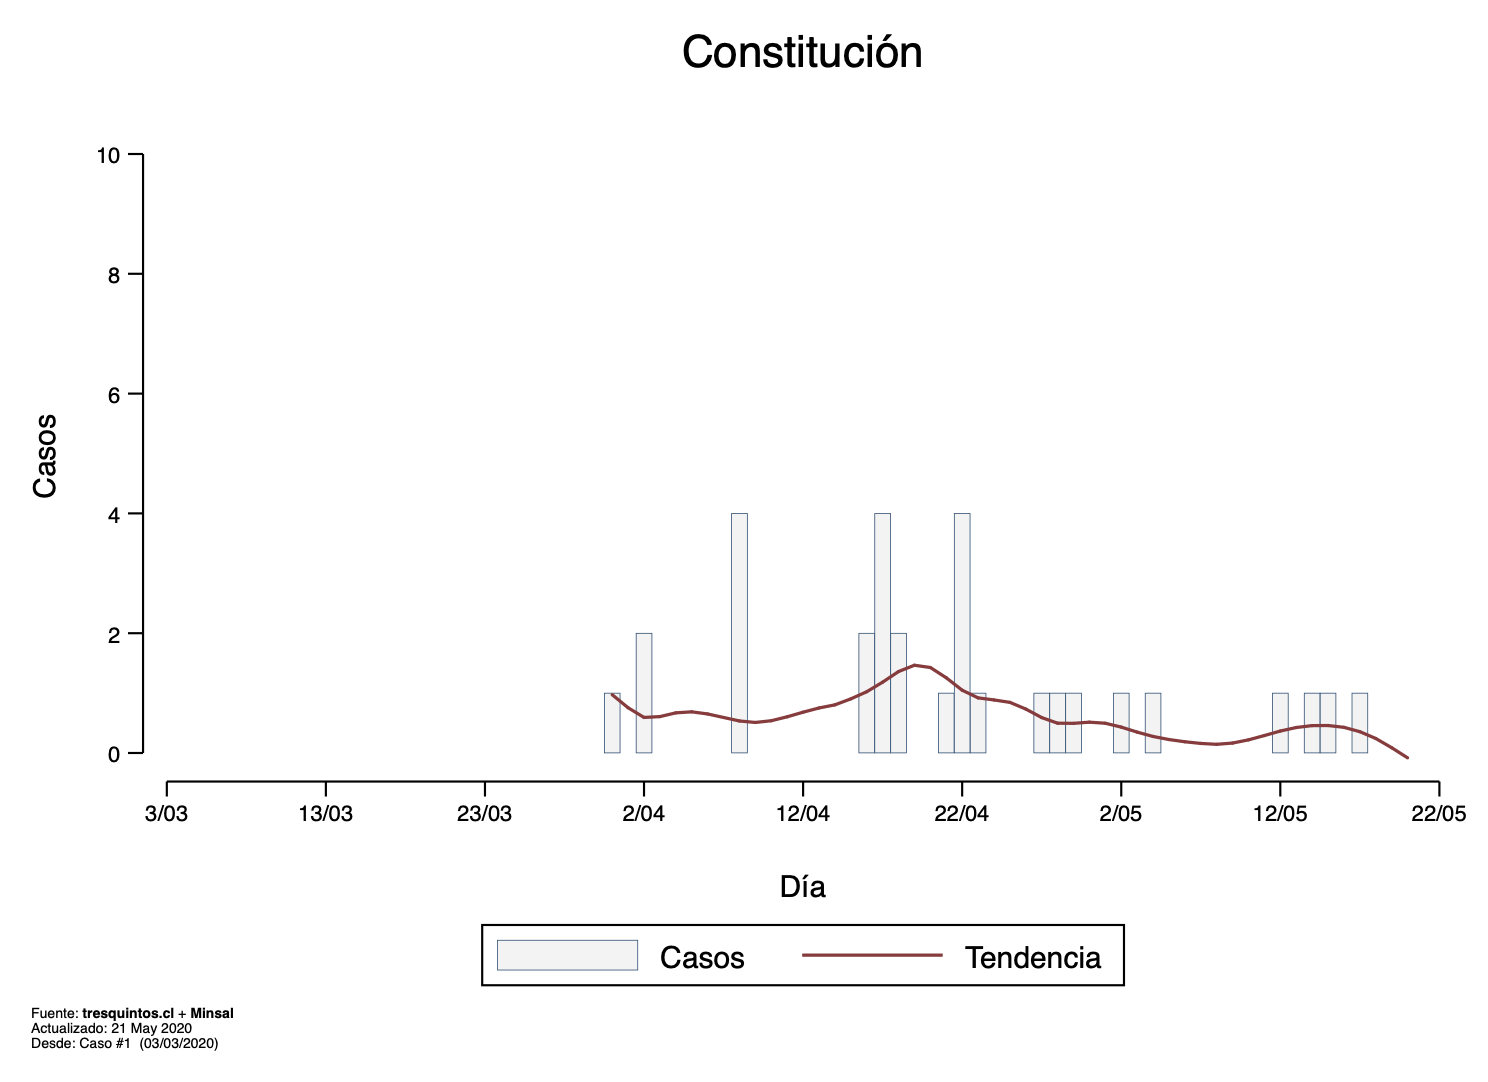 Constitución
10
8
6
4
2
0
Casos
3/03 13/03 23/03 2/04 12/04 22/04 2/05 12/05 22/05
Día
Casos Tendencia
Fuente: tresquintos.cl + Minsal
Actualizado: 21 May 2020
Desde: Caso #1 (03/03/2020)